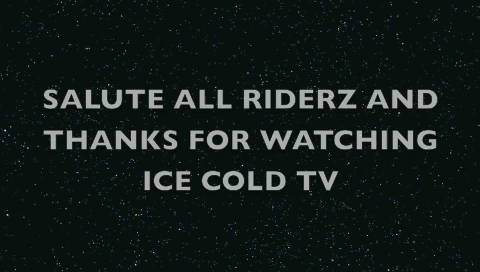 SALUTE ALL RIDERZ AND
THANKS FOR WATCHING
ICE COLD TV